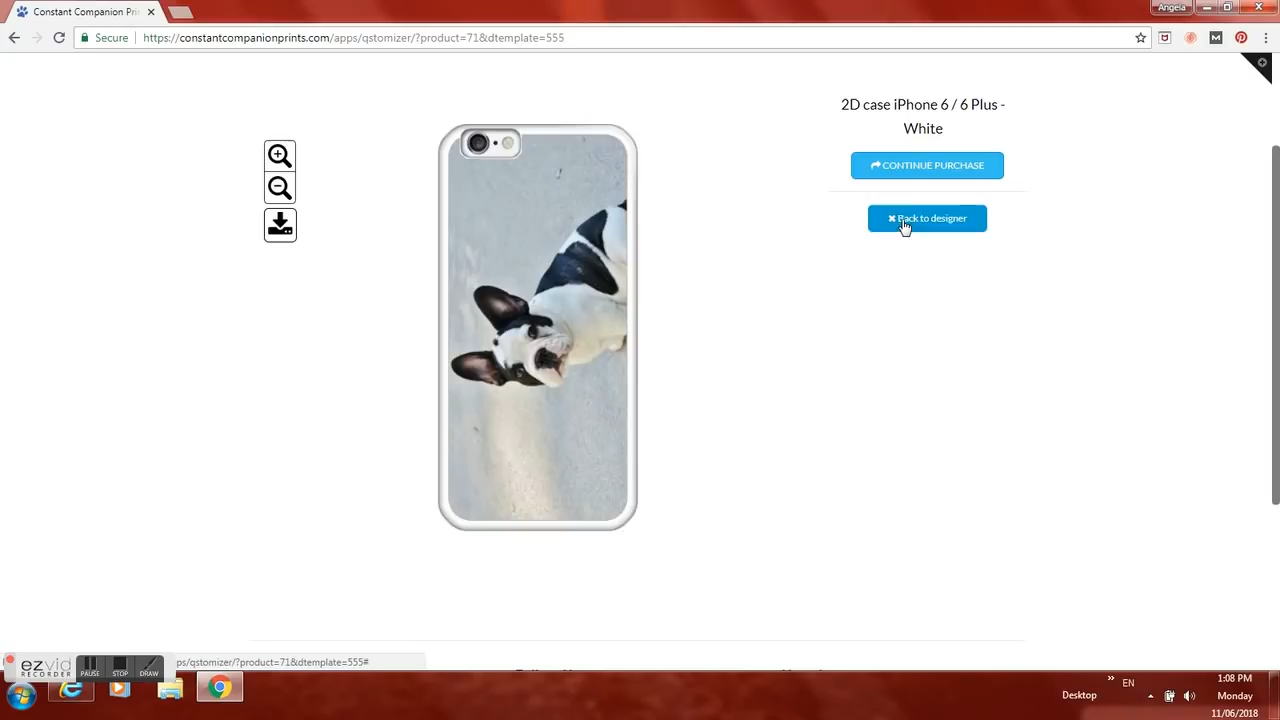 Angela
Constant Companion Prin
Secure
https://constantcompanionprints.com/apps/qstomizer/?product=71&dtemplate=555
2D case iPhone 6 / 6 Plus -
White
CONTINUE PURCHASE
Back to designer
ezvid
RECORDER
PAUSE
STOP
DRAW
ps/qstomizer/?product=71&dtemplate=555#
Desktop
EN
1:08 PM
Monday
11/06/2018